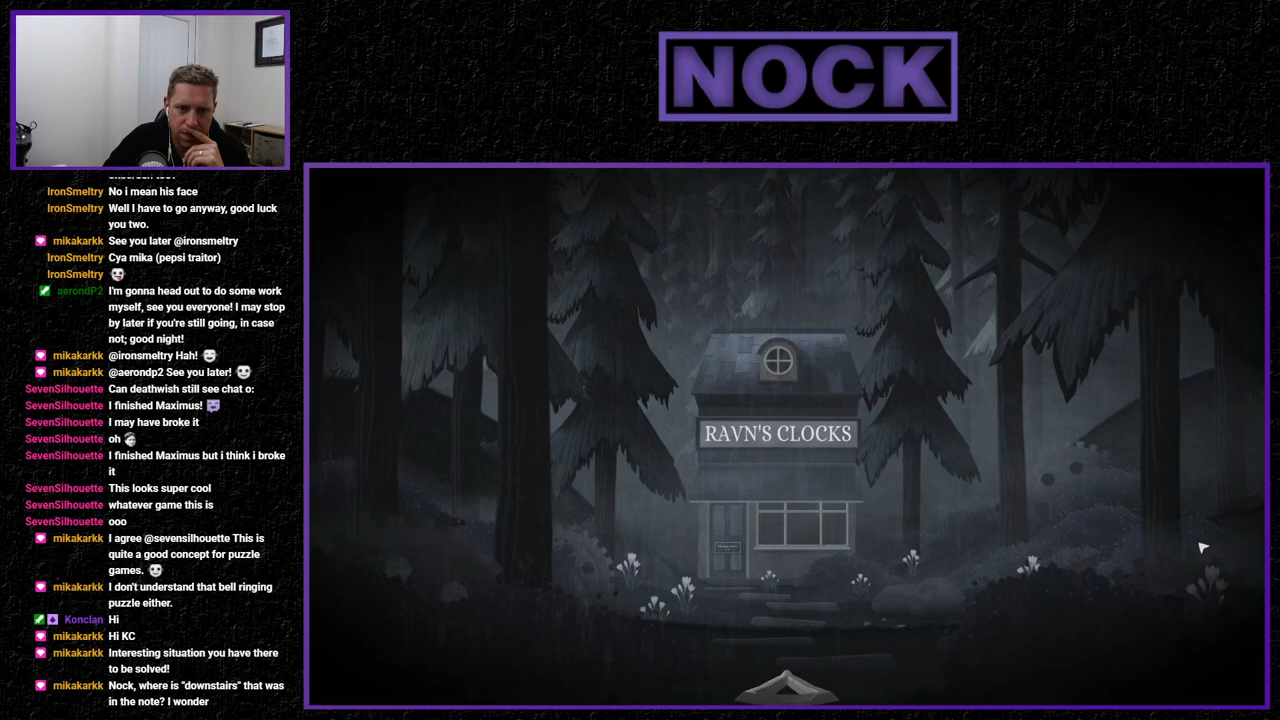 NOCK
IronSmeltry No i mean his face
IronSmeltry Well I have to go anyway, good luck
you two.
mikakarkk See you later @ironsmeltry
IronSmeltry Cya mika (pepsi traitor)
IronSmeltry
aerondP2 I'm gonna head out to do some work
myself, see you everyone! I may stop
by later if you're still going, in case
not; good night!
mikakarkk @ironsmeltry Hah!
mikakarkk @aerondp2 See you later!
SevenSilhouette Can deathwish still see chat o:
SevenSilhouette I finished Maximus!
SevenSilhouette I may have broke it
SevenSilhouette oh
SevenSilhouette I finished Maximus but i think i broke
it
SevenSilhouette This looks super cool
SevenSilhouette whatever game this is
SevenSilhouette ooo
mikakarkk I agree @sevensilhouette This is
quite a good concept for puzzle
games.
mikakarkk I don't understand that bell ringing
puzzle either.
Konclan Hi
mikakarkk Hi KC
mikakarkk Interesting situation you have there
to be solved!
mikakarkk Nock, where is "downstairs" that was
in the note? I wonder
RAVN'S CLOCKS